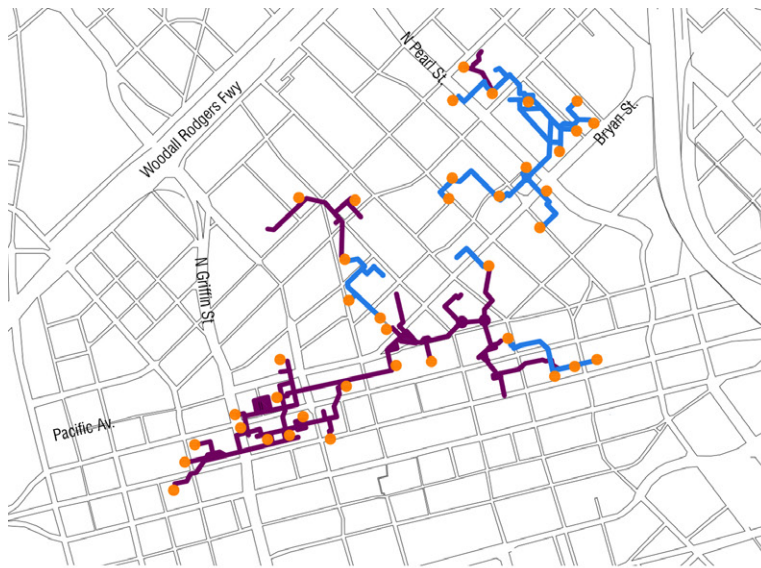 N Pearl St.
Woodall Rodgers Fwy
Bryan St.
N Griffin St.
Pacific Av.